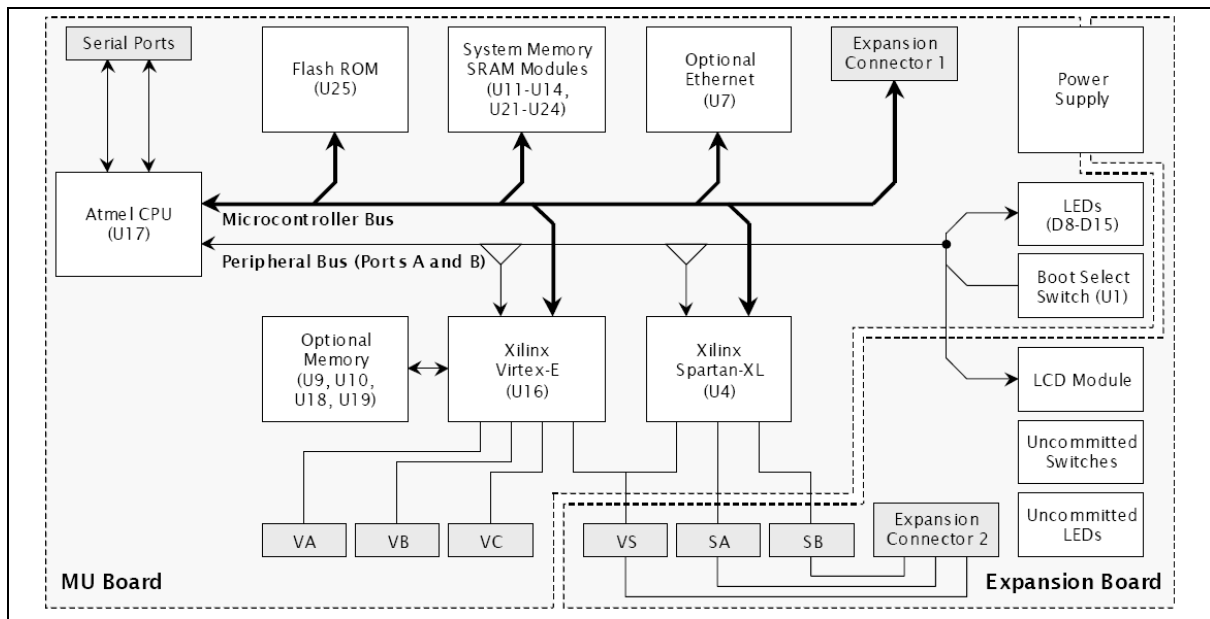 Serial Ports
Flash ROM
(U25)
System Memory
SRAM Modules
(U11-U14,
U21-U24)
Optional
Ethernet
(U7)
Expansion
Connector 1
Power
Supply
Atmel CPU
(U17)
Microcontroller Bus
Peripheral Bus (Ports A and B)
LEDs
(D8-D15)
Boot Select
Switch (U1)
Optional
Memory
(U9, U10,
U18, U19)
Xilinx
Virtex-E
(U16)
Xilinx
Spartan-XL
(U4)
LCD Module
Uncommitted
Switches
Uncommitted
LEDs
VA
VB
VC
VS
SA
SB
Expansion
Connector 2
MU Board
Expansion Board